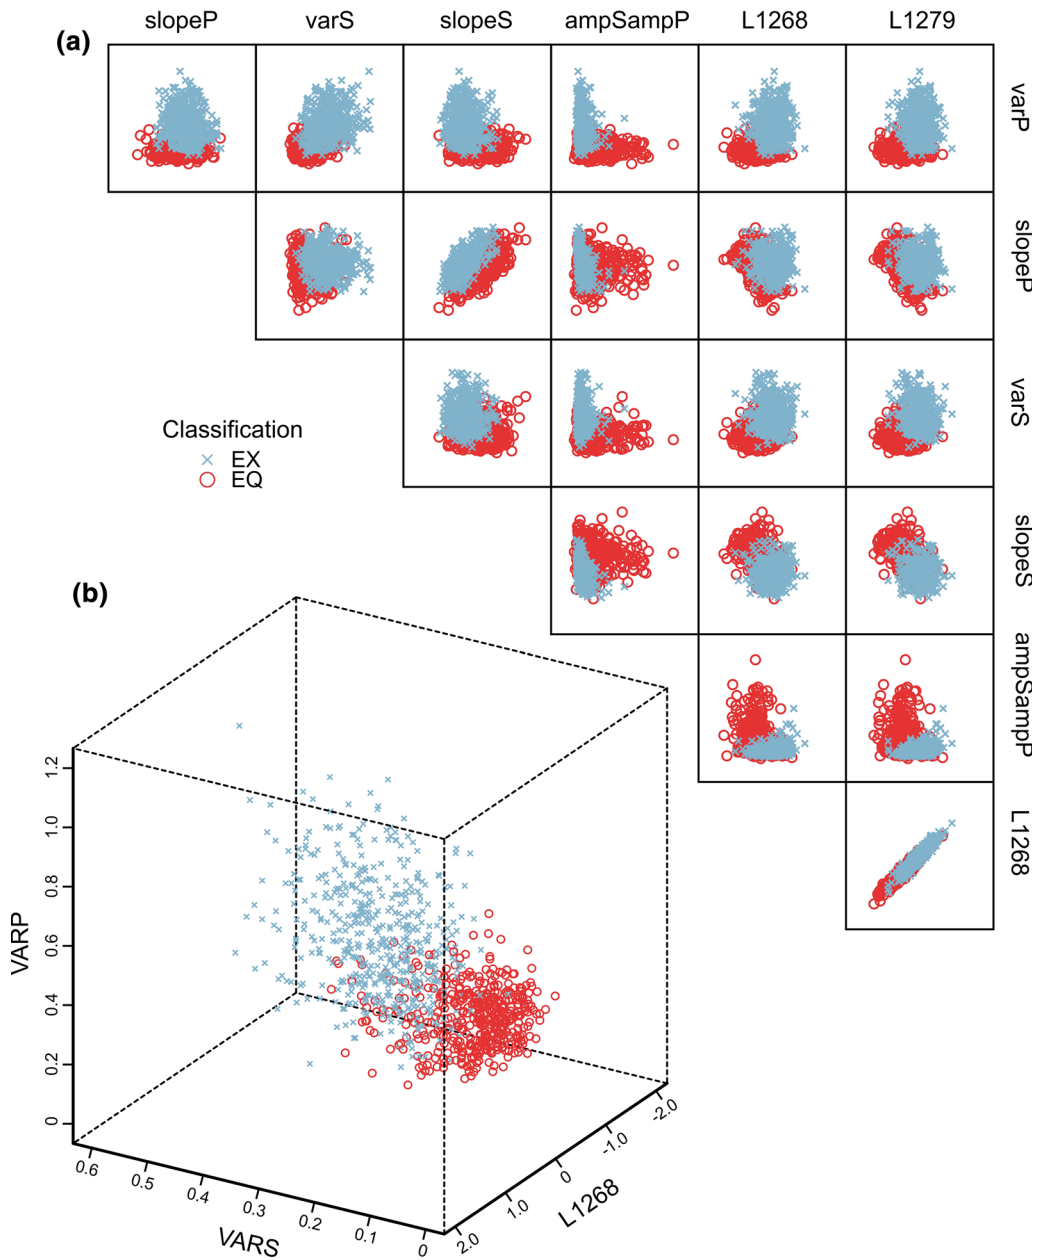 (a)
slopeP varS slopeS ampSampP L1268 L1279
varP
slopeP
varS
slopeS
ampSampP
L1268
Classification
EX
EQ
(b)
VARP
1.2
1.0
0.8
0.6
0.4
0.2
0
0.6 0.5 0.4 0.3 0.2 0.1 0
VARS
2.0 1.0 0 -1.0 -2.0
L1268